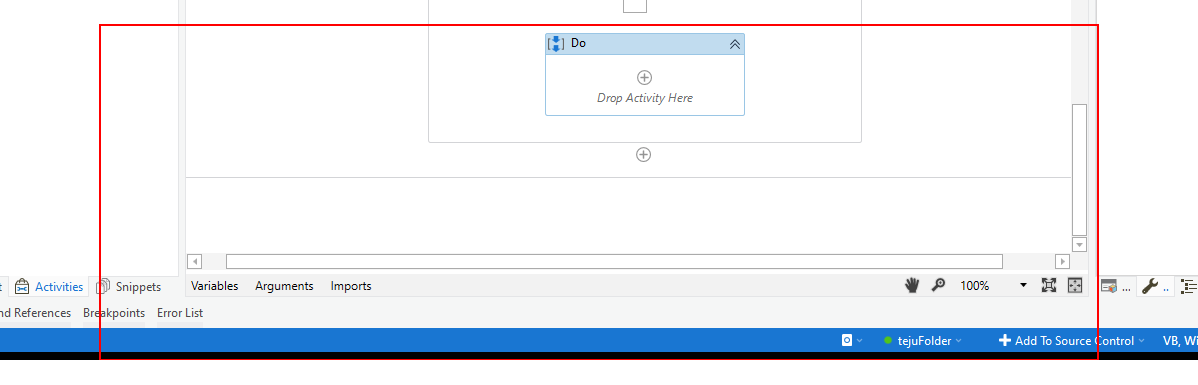 Do
Drop Activity Here
t Activities Snippets Variables Arguments Imports 100% ... ..
nd References Breakpoints Error List
tejuFolder Add To Source Control VB, Wi